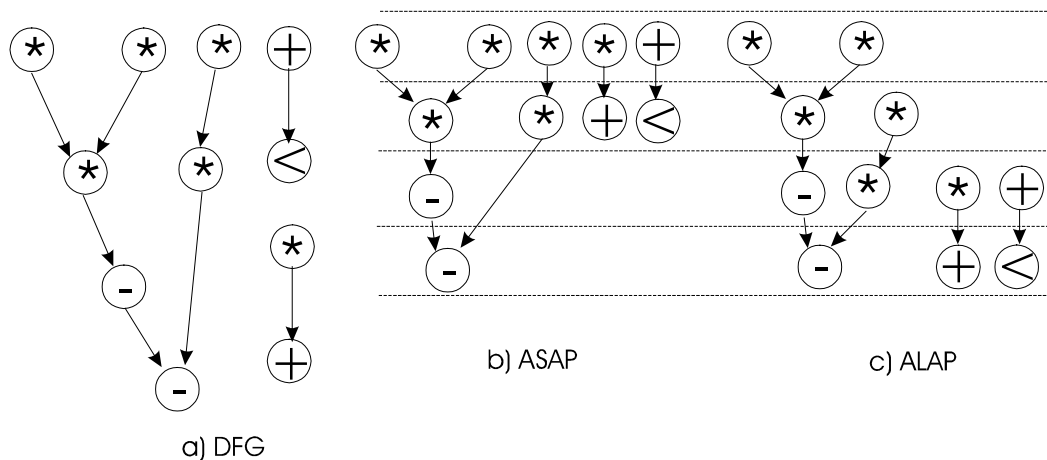 * * * + * * * * + * *
* < * * + < * *
* - - * * +
- + - - + <
b) ASAP c) ALAP
-
a) DFG